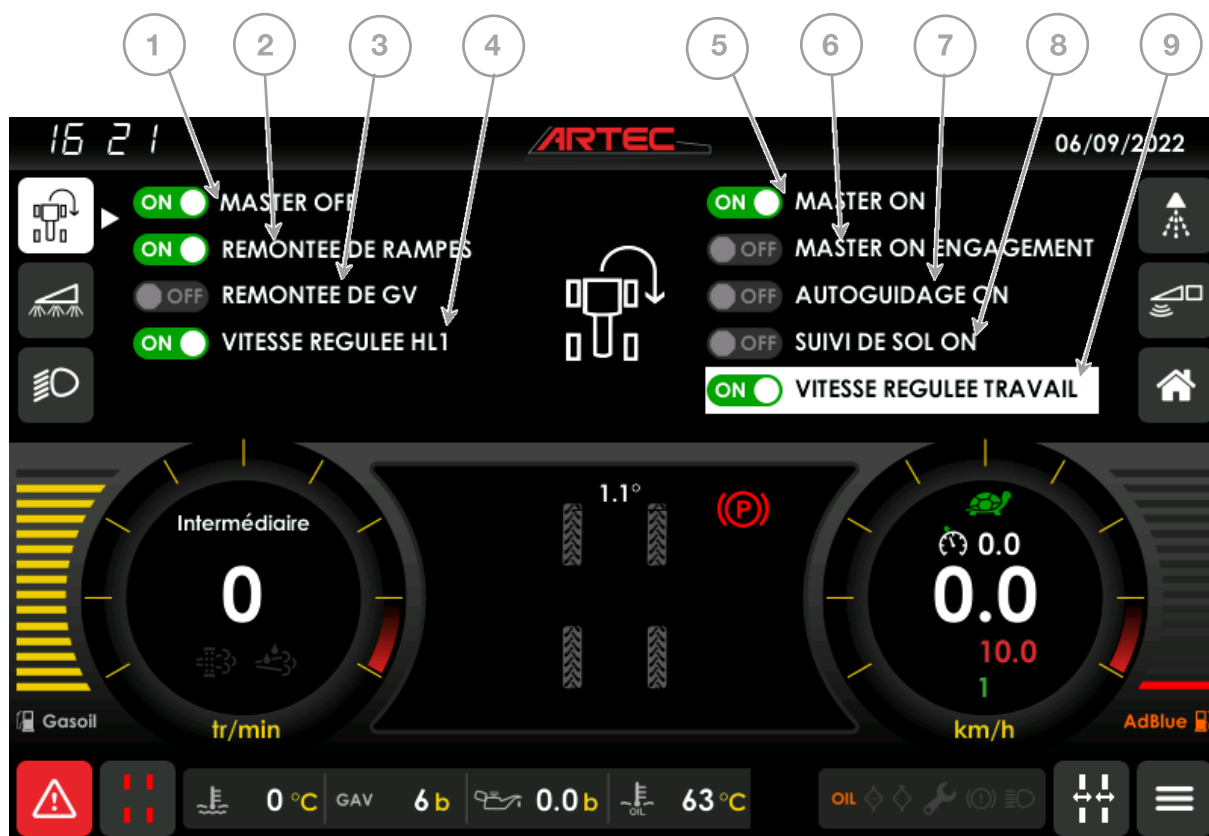 1 2 3 4 5 6 7 8 9
16 21 ARTEC 06/09/2022
ON MASTER OFF
ON REMONTEE DE RAMPES
OFF REMONTEE DE GV
ON VITESSE REGULEE HL1
ON MASTER ON
OFF MASTER ON ENGAGEMENT
OFF AUTOGUIDAGE ON
OFF SUIVI DE SOL ON
ON VITESSE REGULEE TRAVAIL
Intermédiaire
0
tr/min
Gasoil
1.1°
(P)
0.0
0.0
10.0
1
km/h
AdBlue
0 °C GAV 6 b 0.0 b OIL 63 °C
OIL